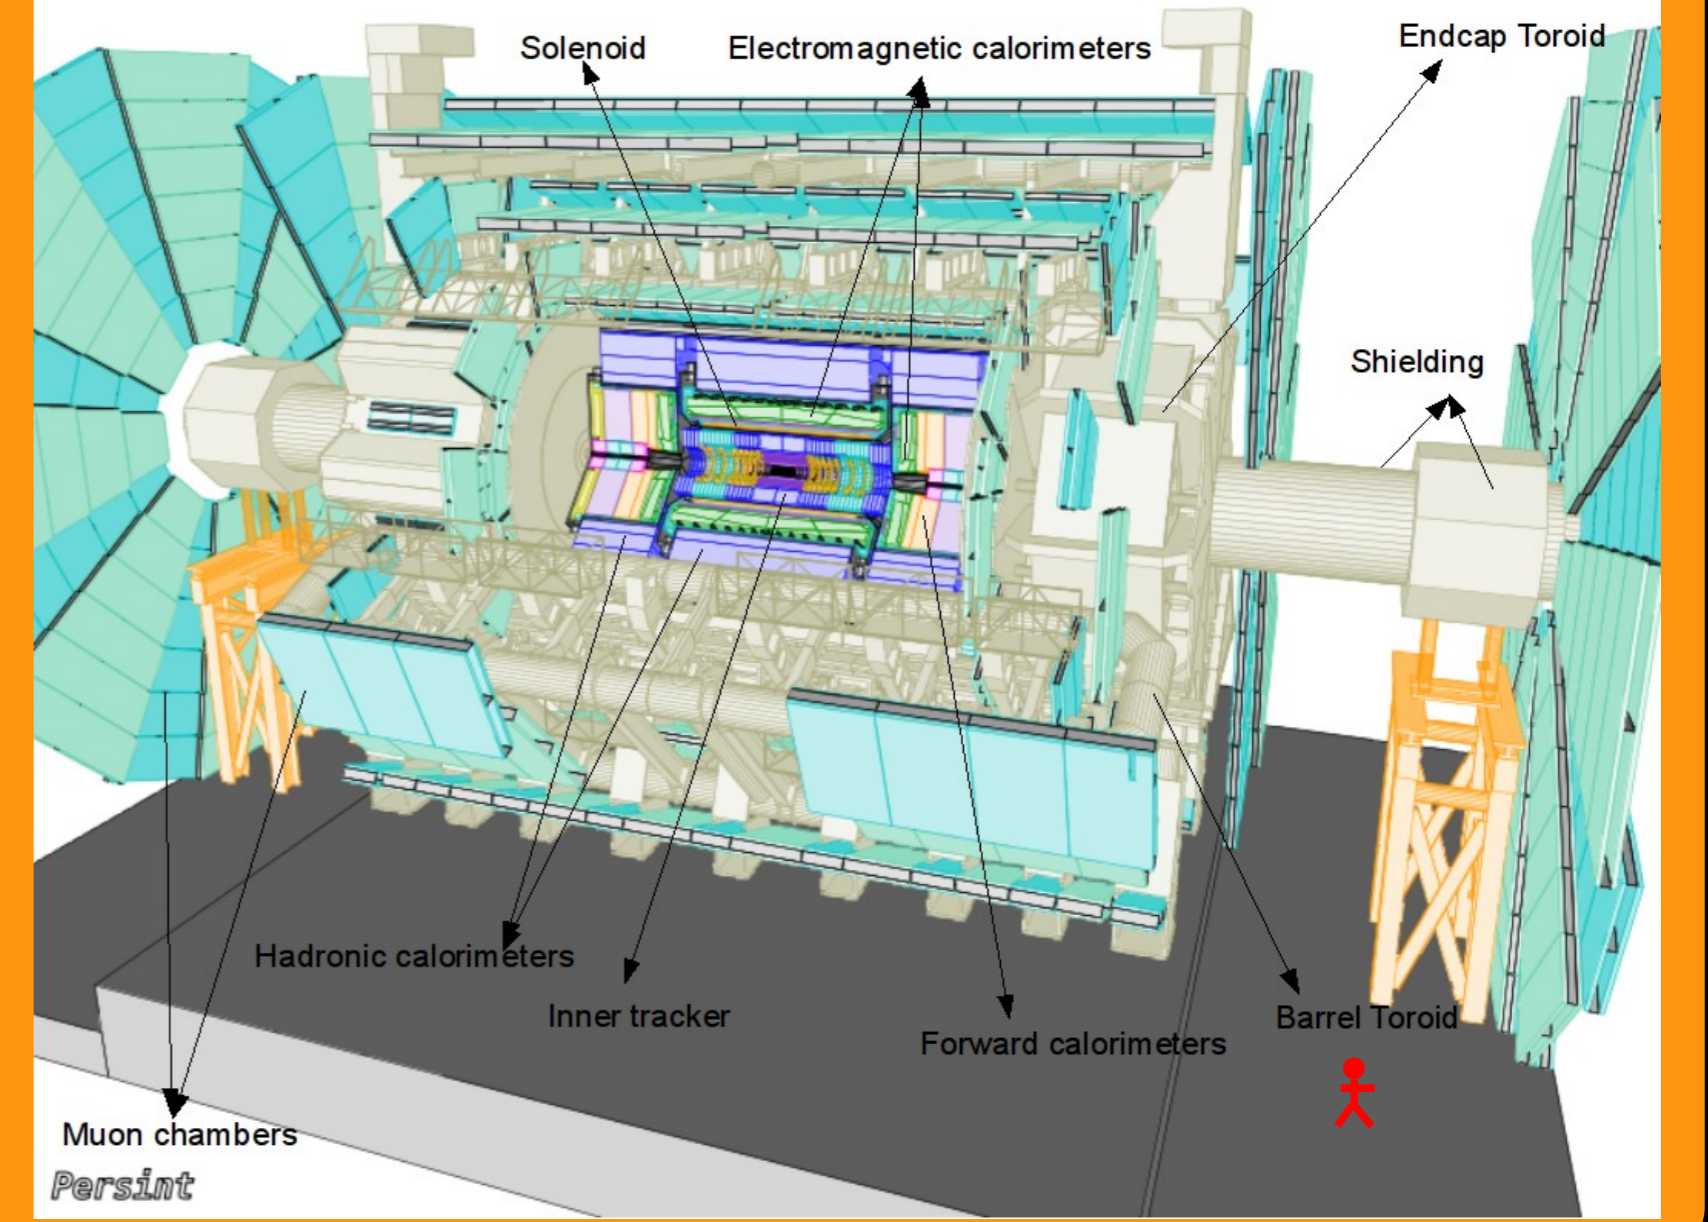 Solenoid
Electromagnetic calorimeters
Endcap Toroid
Shielding
Hadronic calorimeters
Inner tracker
Forward calorimeters
Barrel Toroid
Muon chambers
Persint